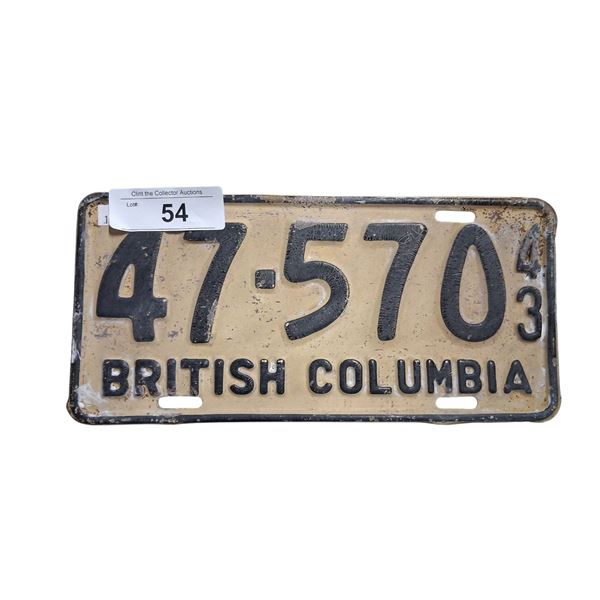 Clint the Collector Auctions
Lot#:
54
47·570
43
BRITISH COLUMBIA